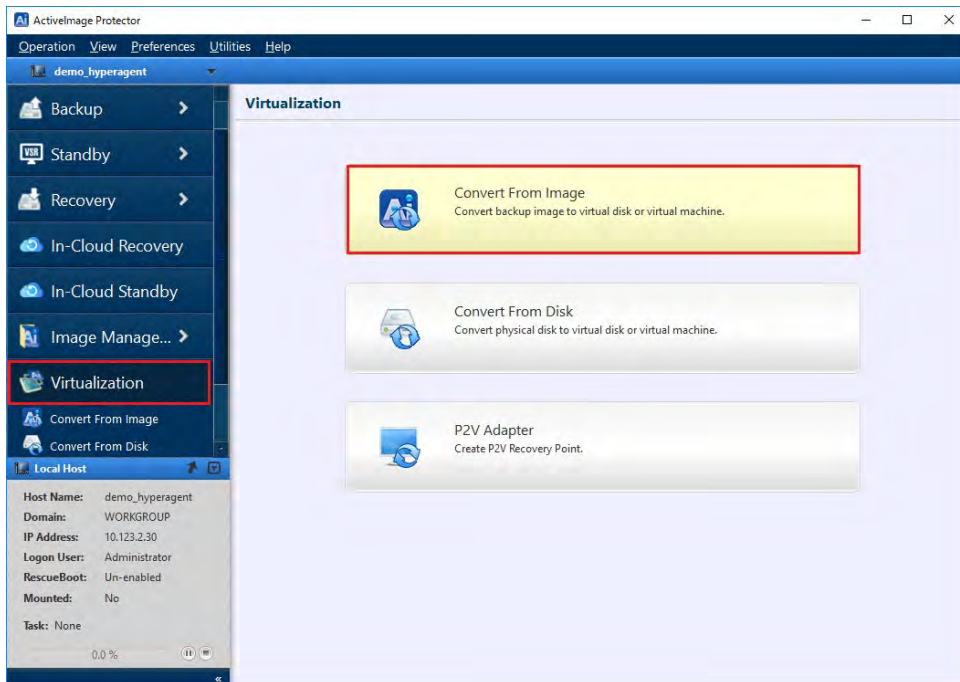 ActiveImage Protector
Operation View Preferences Utilities Help
demo_hyperagent
Backup
Standby
Recovery
In-Cloud Recovery
In-Cloud Standby
Image Manage...
Virtualization
Convert From Image
Convert From Disk
Local Host
Host Name: demo_hyperagent
Domain: WORKGROUP
IP Address: 10.123.2.30
Logon User: Administrator
RescueBoot: Un-enabled
Mounted: No
Task: None
0.0 %
Virtualization
Convert From Image
Convert backup image to virtual disk or virtual machine.
Convert From Disk
Convert physical disk to virtual disk or virtual machine.
P2V Adapter
Create P2V Recovery Point.